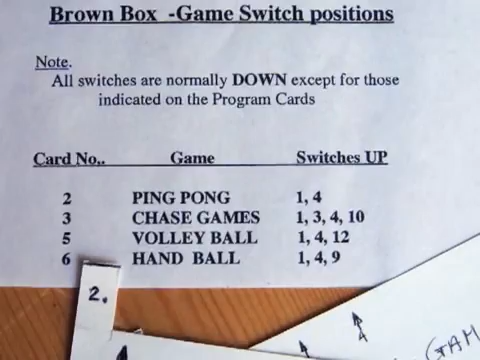 Brown Box -Game Switch positions
Note.
All switches are normally DOWN except for those
indicated on the Program Cards
Card No,. Game Switches UP
2 PING PONG 1, 4
3 CHASE GAMES 1, 3, 4, 10
5 VOLLEY BALL 1, 4, 12
6 HAND BALL 1, 4, 9
2.
4
GAM